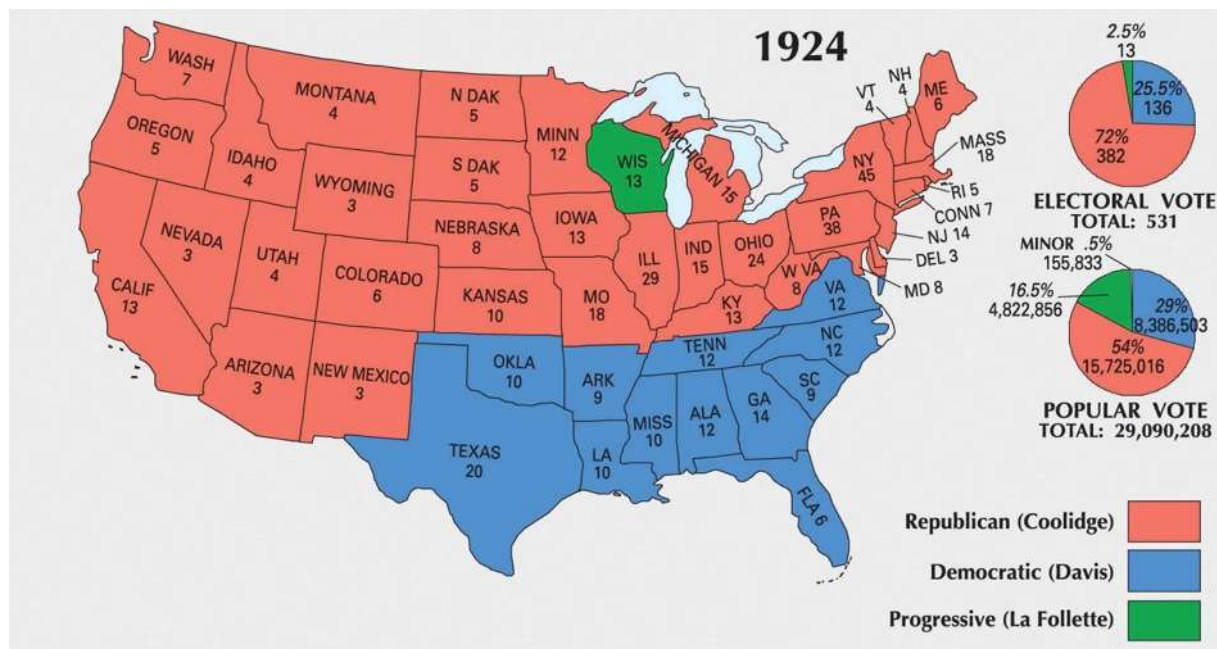 1924
WASH
7
OREGON
5
CALIF
13
NEVADA
3
IDAHO
4
MONTANA
4
WYOMING
3
UTAH
4
COLORADO
6
ARIZONA
3
NEW MEXICO
3
N DAK
5
S DAK
5
NEBRASKA
8
KANSAS
10
OKLA
10
TEXAS
20
MINN
12
IOWA
13
MO
18
ARK
9
LA
10
WIS
13
ILL
29
MICHIGAN 15
IND
15
OHIO
24
KY
13
TENN
12
MISS
10
ALA
12
GA
14
FLA 6
SC
9
NC
12
VA
12
W VA
8
PA
38
NY
45
VT
4
NH
4
ME
6
MASS
18
RI 5
CONN 7
NJ 14
DEL 3
MD 8
2.5%
13
25.5%
136
72%
382
ELECTORAL VOTE
TOTAL: 531
MINOR .5%
155,833
16.5%
4,822,856
29%
8,386,503
54%
15,725,016
POPULAR VOTE
TOTAL: 29,090,208
Republican (Coolidge)
Democratic (Davis)
Progressive (La Follette)